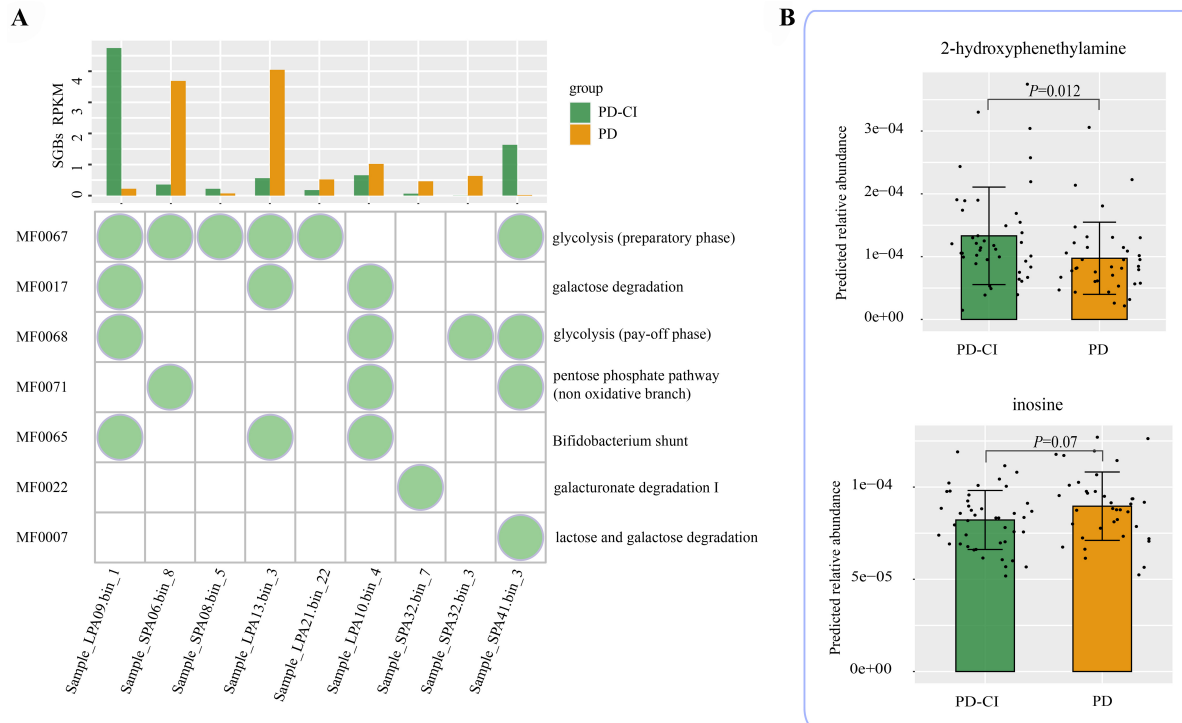 A
SGBs RPKM
0 1 2 3 4
group
PD-CI
PD
MF0067
glycolysis (preparatory phase)
MF0017
galactose degradation
MF0068
glycolysis (pay-off phase)
MF0071
pentose phosphate pathway
(non oxidative branch)
MF0065
Bifidobacterium shunt
MF0022
galacturonate degradation I
MF0007
lactose and galactose degradation
Sample_LPA09.bin_1
Sample_SPA06.bin_8
Sample_SPA08.bin_5
Sample_LPA13.bin_3
Sample_LPA21.bin_22
Sample_LPA10.bin_4
Sample_SPA32.bin_7
Sample_SPA32.bin_3
Sample_SPA41.bin_3
B
2-hydroxyphenethylamine
P=0.012
Predicted relative abundance
3e−04
2e−04
1e−04
0e+00
PD-CI
PD
inosine
P=0.07
Predicted relative abundance
1e−04
5e−05
0e+00
PD-CI
PD